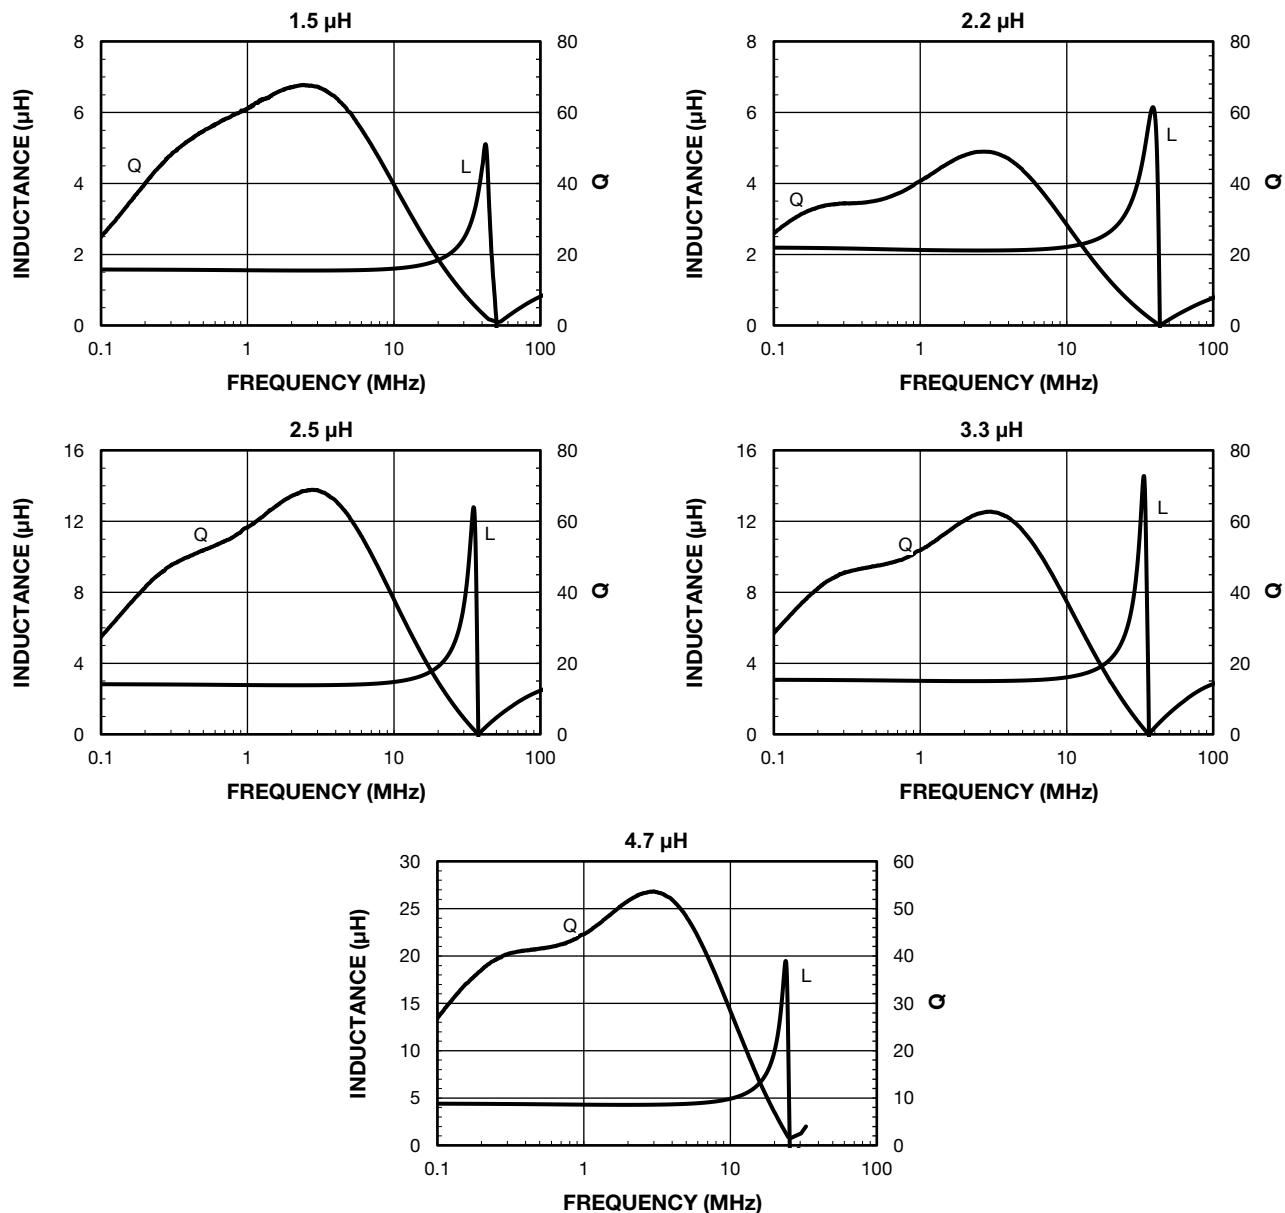 1.5 µH
8
6
4
2
0
80
60
40
20
0
INDUCTANCE (µH)
Q
Q
L
0.1
1
10
100
FREQUENCY (MHz)
2.2 µH
8
6
4
2
0
80
60
40
20
0
INDUCTANCE (µH)
Q
Q
L
0.1
1
10
100
FREQUENCY (MHz)
2.5 µH
16
12
8
4
0
80
60
40
20
0
INDUCTANCE (µH)
Q
Q
L
0.1
1
10
100
FREQUENCY (MHz)
3.3 µH
16
12
8
4
0
80
60
40
20
0
INDUCTANCE (µH)
Q
Q
L
0.1
1
10
100
FREQUENCY (MHz)
4.7 µH
30
25
20
15
10
5
0
60
50
40
30
20
10
0
INDUCTANCE (µH)
Q
Q
L
0.1
1
10
100
FREQUENCY (MHz)